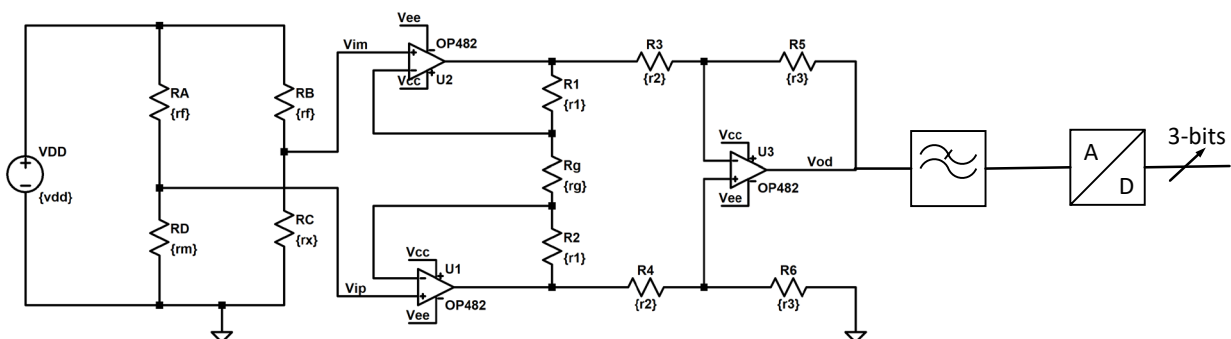 VDD
{vdd}
RA
{rf}
RB
{rf}
RD
{rm}
RC
{rx}
Vim
Vip
Vee
OP482
Vcc
U2
Vcc
U1
OP482
Vee
R1
{r1}
Rg
{rg}
R2
{r1}
R3
{r2}
R4
{r2}
R5
{r3}
R6
{r3}
Vcc
U3
OP482
Vee
Vod
A
D
3-bits